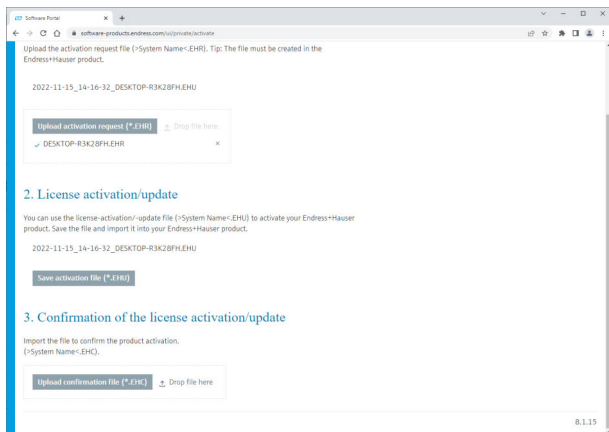 Software Portal
software-products.endress.com/ui/private/activate
Upload the activation request file (>System Name<.EHR). Tip: The file must be created in the
Endress+Hauser product.
2022-11-15_14-16-32_DESKTOP-R3K28FH.EHU
Upload activation request (*.EHR) Drop file here
DESKTOP-R3K28FH.EHR
2. License activation/update
You can use the license-activation/-update file (>System Name<.EHU) to activate your Endress+Hauser
product. Save the file and import it into your Endress+Hauser product.
2022-11-15_14-16-32_DESKTOP-R3K28FH.EHU
Save activation file (*.EHU)
3. Confirmation of the license activation/update
Import the file to confirm the product activation.
(>System Name<.EHC).
Upload confirmation file (*.EHC) Drop file here
8.1.15